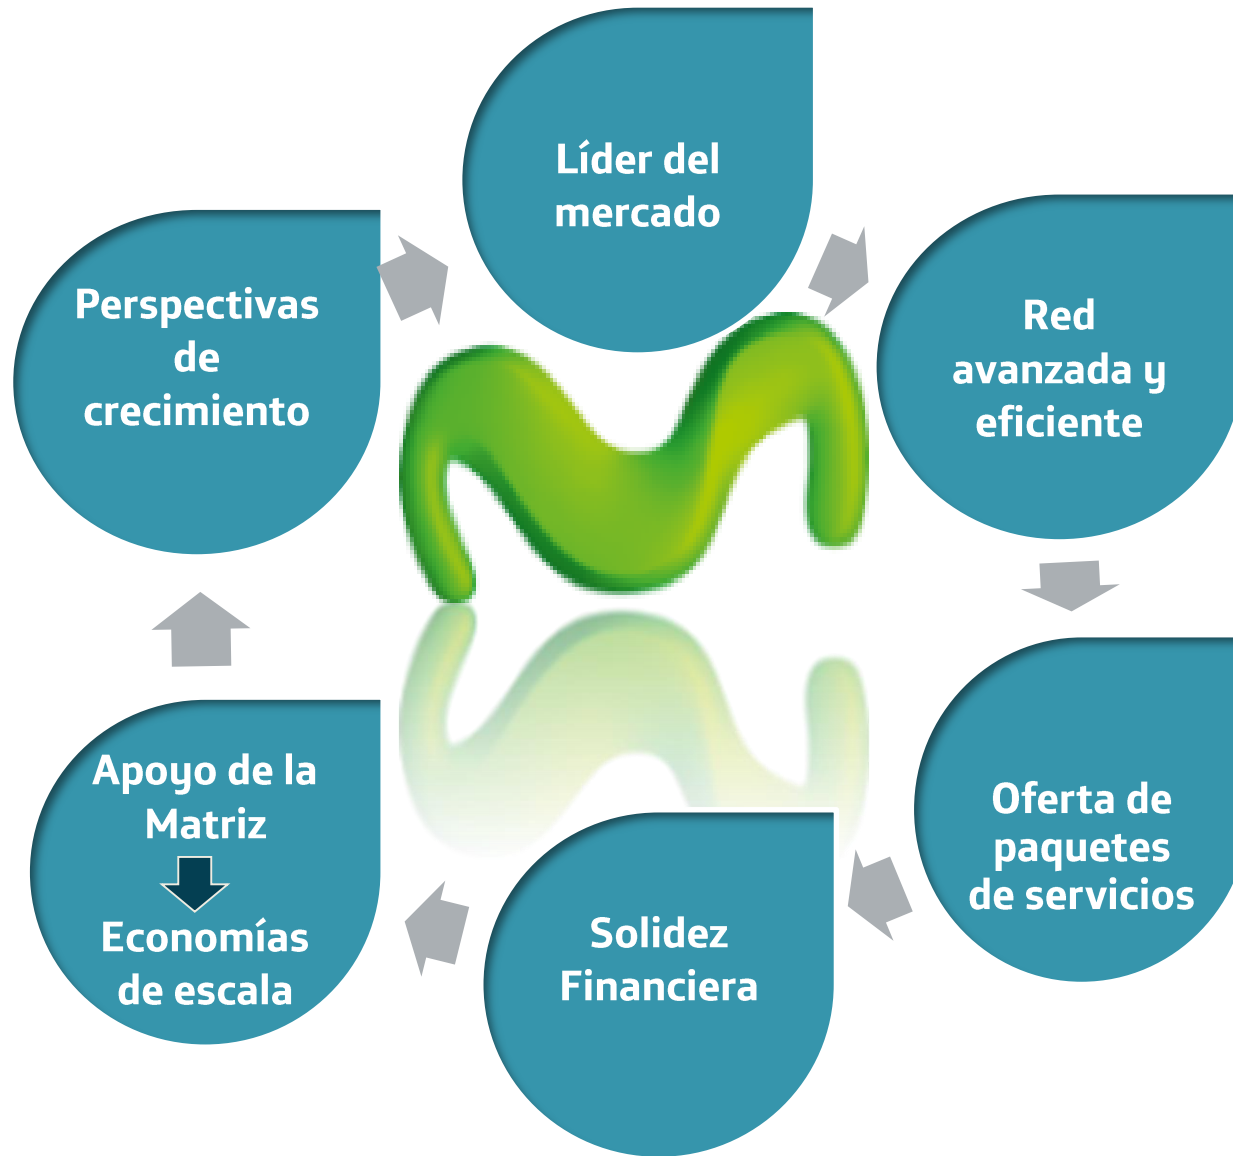 Líder del
mercado
Red
avanzada y
eficiente
Oferta de
paquetes
de servicios
Solidez
Financiera
Apoyo de la
Matriz
Economías
de escala
Perspectivas
de
crecimiento